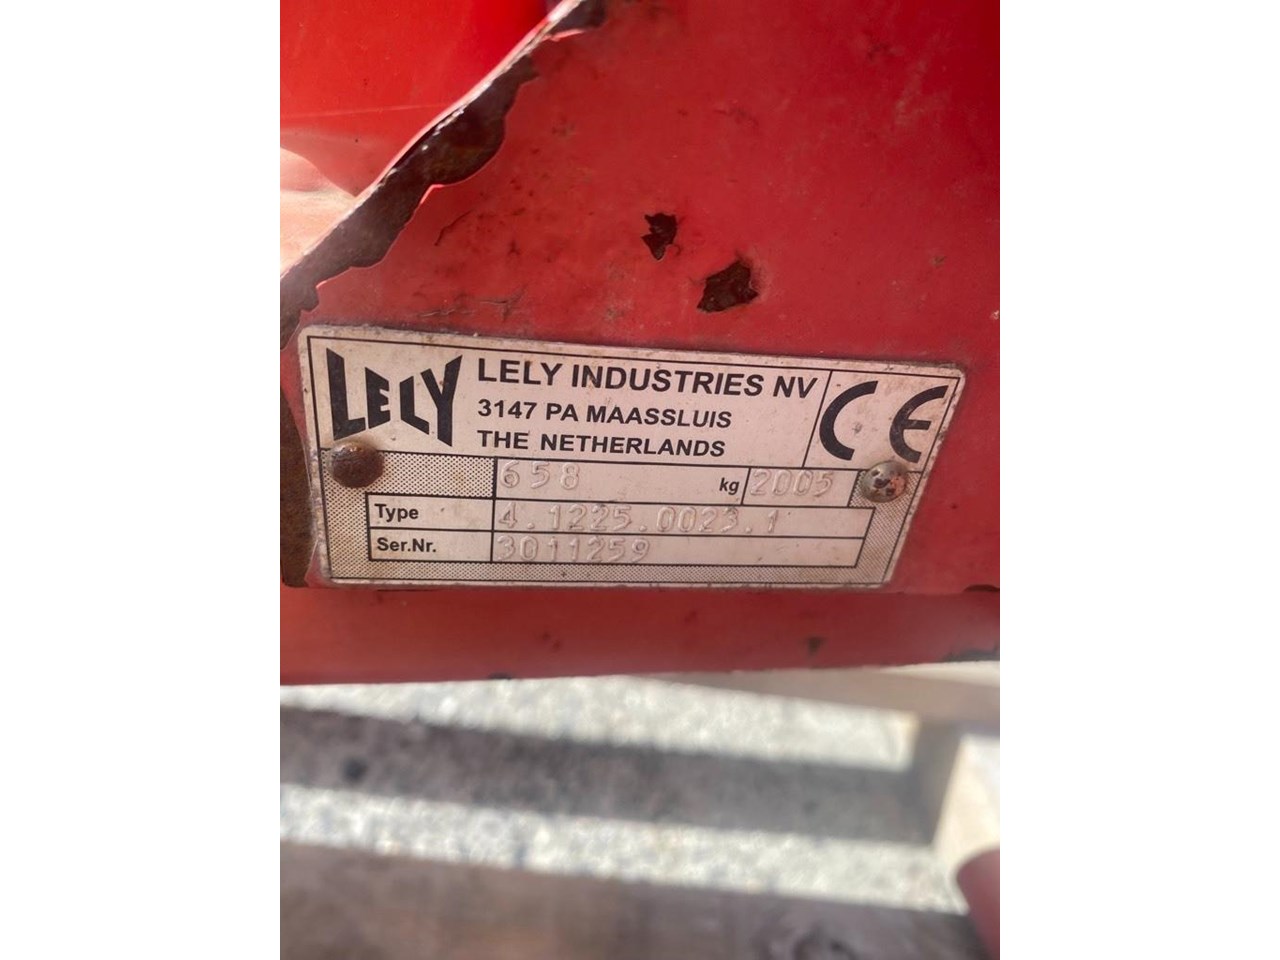 LELY
LELY INDUSTRIES NV
3147 PA MAASSLUIS
THE NETHERLANDS
CE
658 kg 2005
Type 4.1225.0023.1
Ser.Nr. 3011259